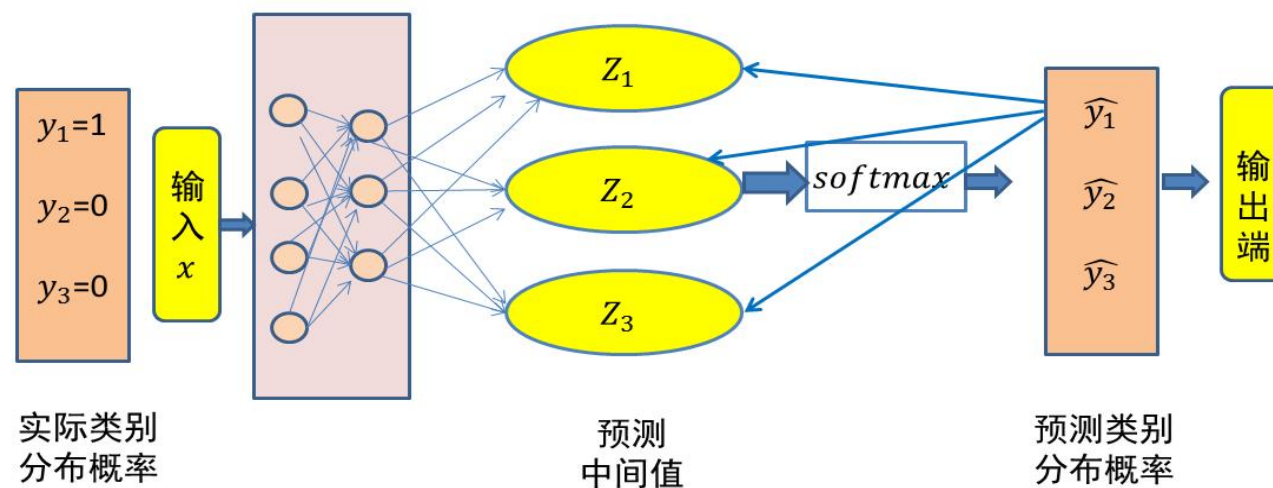 y₁=1
y₂=0
y₃=0
输
入
x
Z₁
Z₂
Z₃
softmax
ŷ₁
ŷ₂
ŷ₃
输
出
端
实际类别
分布概率
预测
中间值
预测类别
分布概率